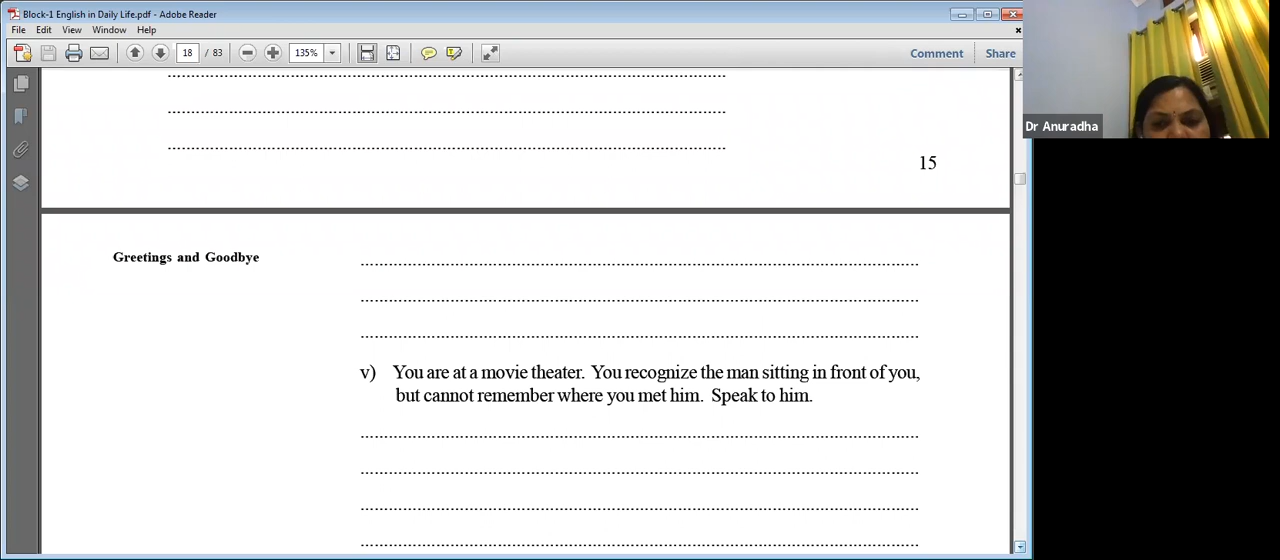 Block-1 English in Daily Life.pdf - Adobe Reader
File Edit View Window Help
18 / 83 135% Comment Share
Dr Anuradha
15
Greetings and Goodbye
v) You are at a movie theater. You recognize the man sitting in front of you,
but cannot remember where you met him. Speak to him.